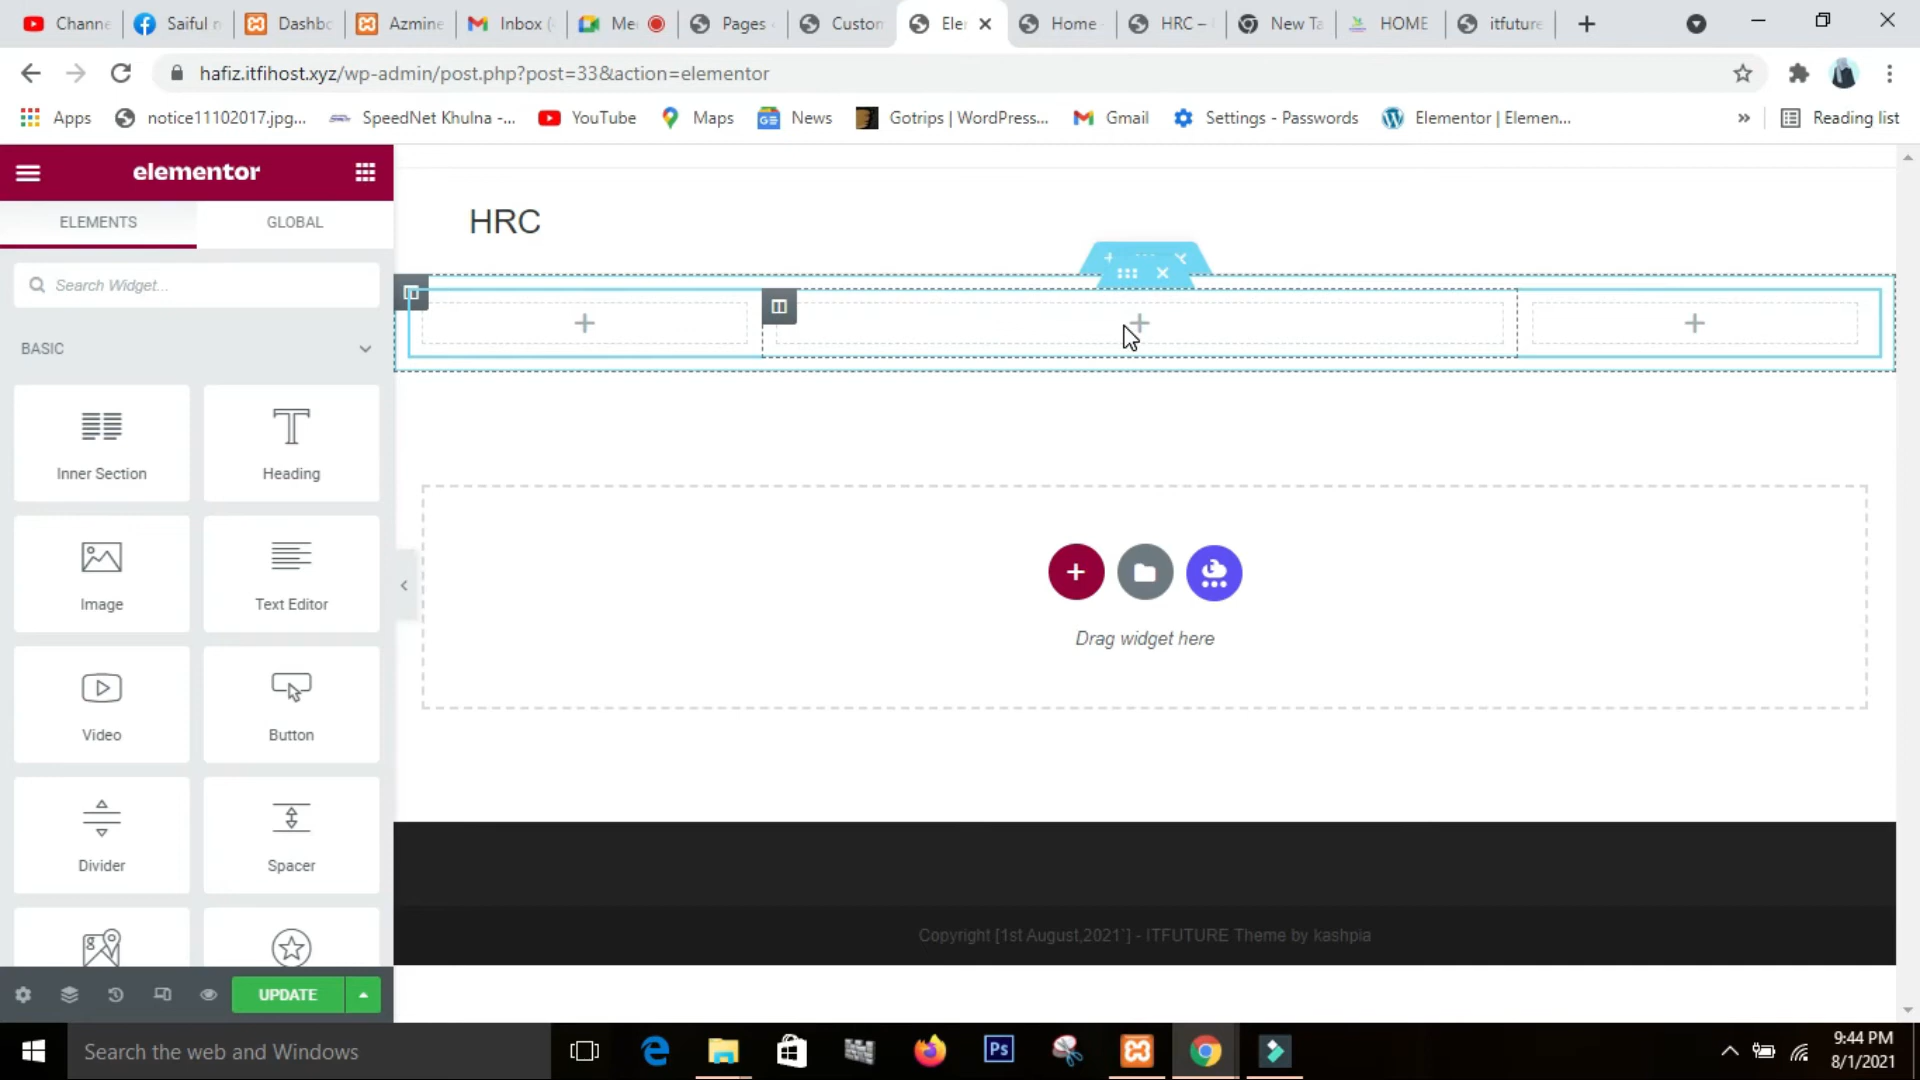 Channe
Saiful n
Dashbo
Azmine
Inbox (
Me
Pages
Custom
Ele
Home
HRC –
New Ta
HOME
itfuture
hafiz.itfihost.xyz/wp-admin/post.php?post=33&action=elementor
Apps
notice11102017.jpg...
SpeedNet Khulna -...
YouTube
Maps
News
Gotrips | WordPress...
Gmail
Settings - Passwords
Elementor | Elemen...
»
Reading list
elementor
ELEMENTS
GLOBAL
HRC
Search Widget...
BASIC
Inner Section
Heading
Image
Text Editor
Video
Button
Drag widget here
Divider
Spacer
Copyright [1st August,2021`] - ITFUTURE Theme by kashpia
UPDATE
Search the web and Windows
Ps
9:44 PM
8/1/2021